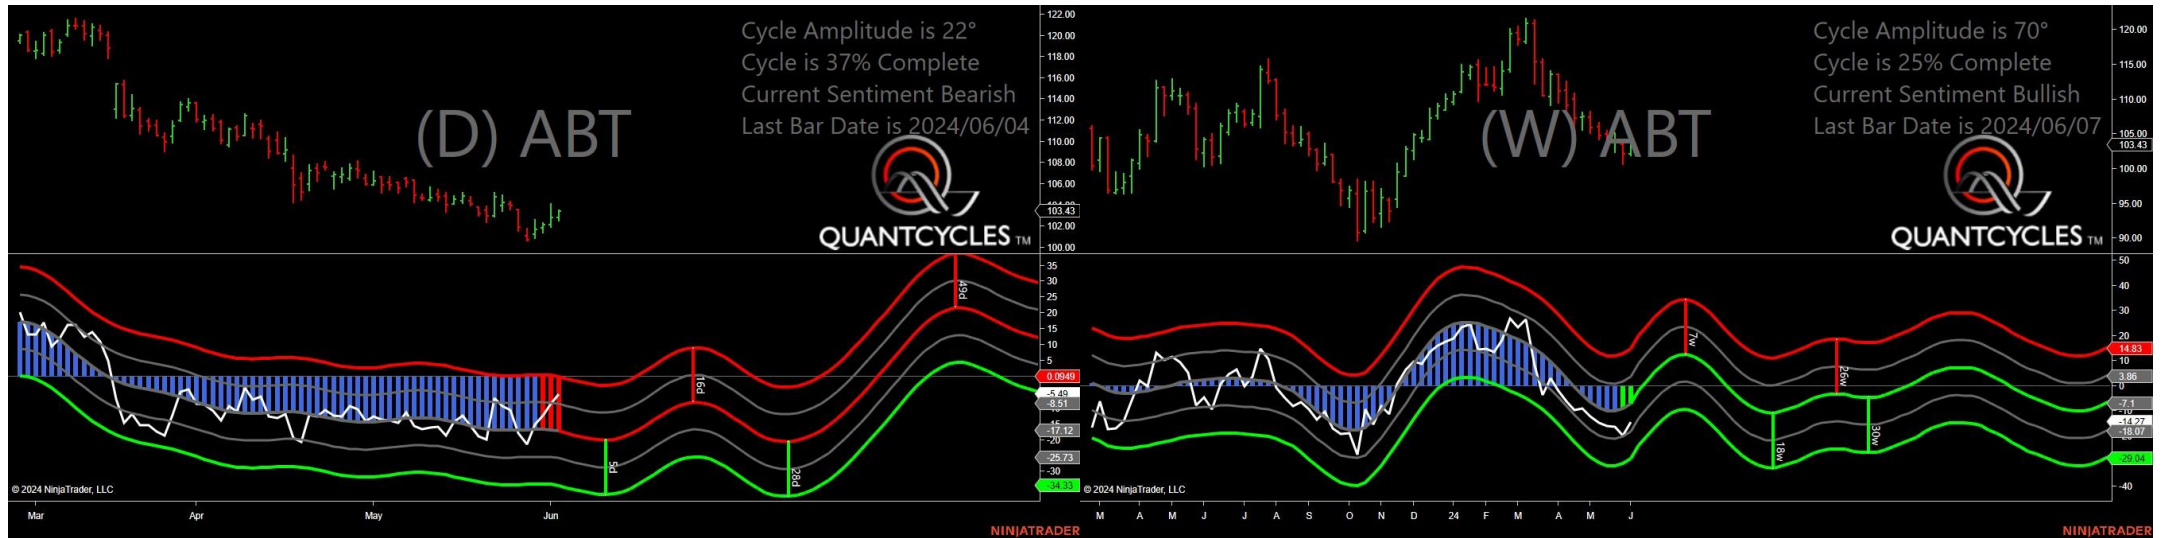 Cycle Amplitude is 22°
Cycle is 37% Complete
Current Sentiment Bearish
Last Bar Date is 2024/06/04
(D) ABT
QUANTCYCLES TM
122.00
120.00
118.00
116.00
114.00
112.00
110.00
108.00
106.00
104.00
103.43
102.00
100.00
35
30
25
20
15
10
5
0.0949
-5.49
-8.51
-17.12
-20
-25.73
-30
-34.33
5d
16d
28d
49d
© 2024 NinjaTrader, LLC
Mar Apr May Jun
NINJATRADER
Cycle Amplitude is 70°
Cycle is 25% Complete
Current Sentiment Bullish
Last Bar Date is 2024/06/07
(W) ABT
QUANTCYCLES TM
120.00
115.00
110.00
105.00
103.43
100.00
95.00
90.00
50
40
30
20
14.83
10
3.86
0
-7.1
-10
-14.27
-18.07
-29.04
-40
7w
18w
26w
30w
© 2024 NinjaTrader, LLC
M A M J J A S O N D 24 F M A M J
NINJATRADER